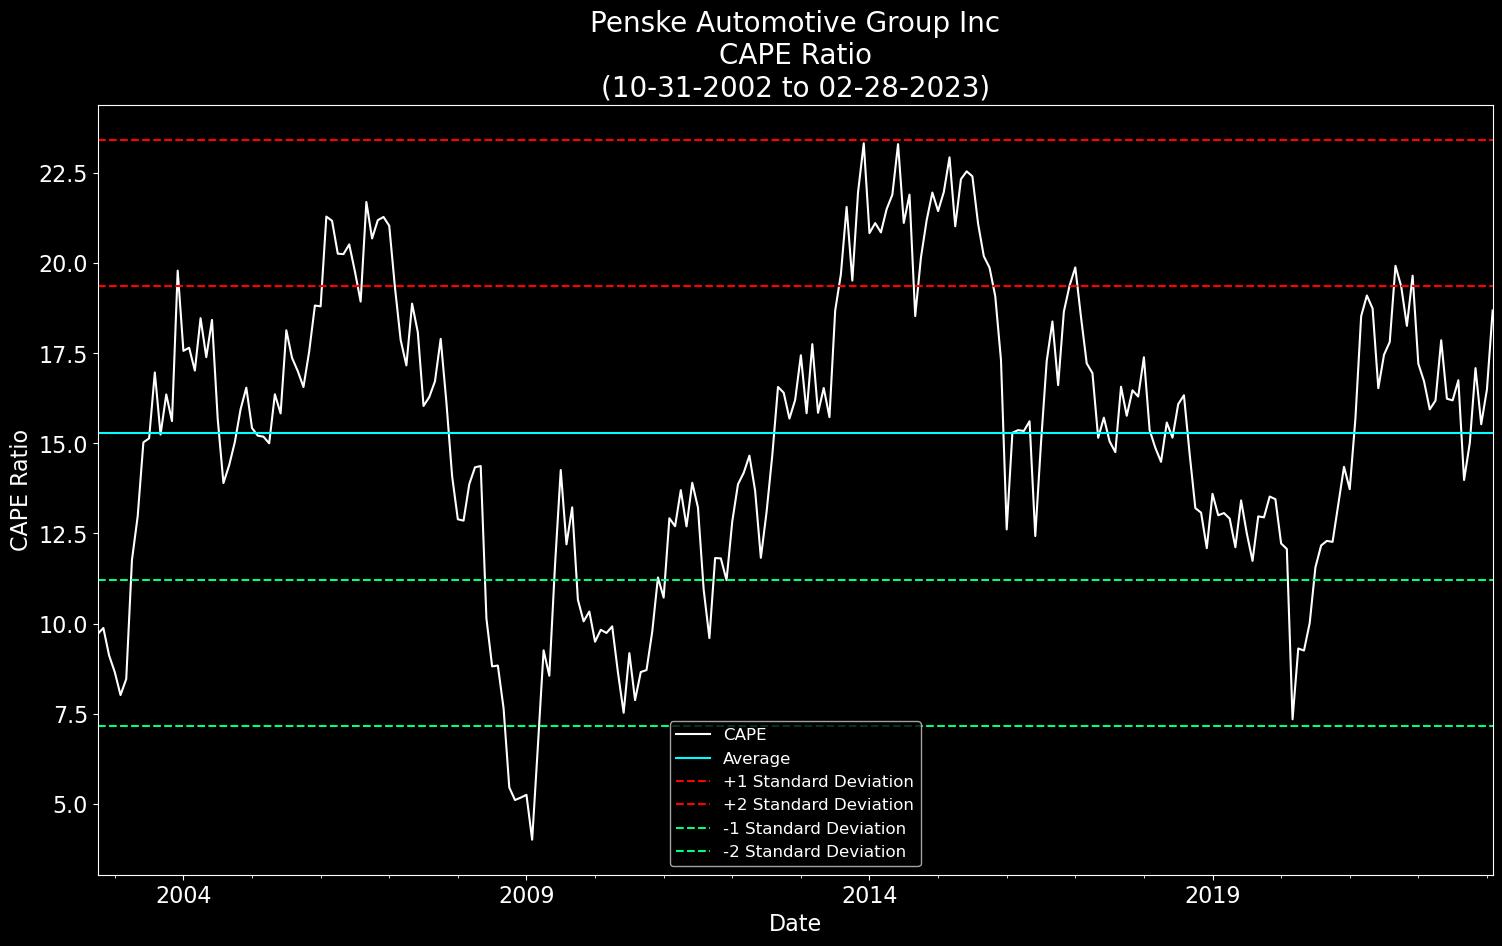 Penske Automotive Group Inc
CAPE Ratio
(10-31-2002 to 02-28-2023)
CAPE Ratio
22.5
20.0
17.5
15.0
12.5
10.0
7.5
5.0
CAPE
Average
+1 Standard Deviation
+2 Standard Deviation
-1 Standard Deviation
-2 Standard Deviation
2004 2009 2014 2019
Date